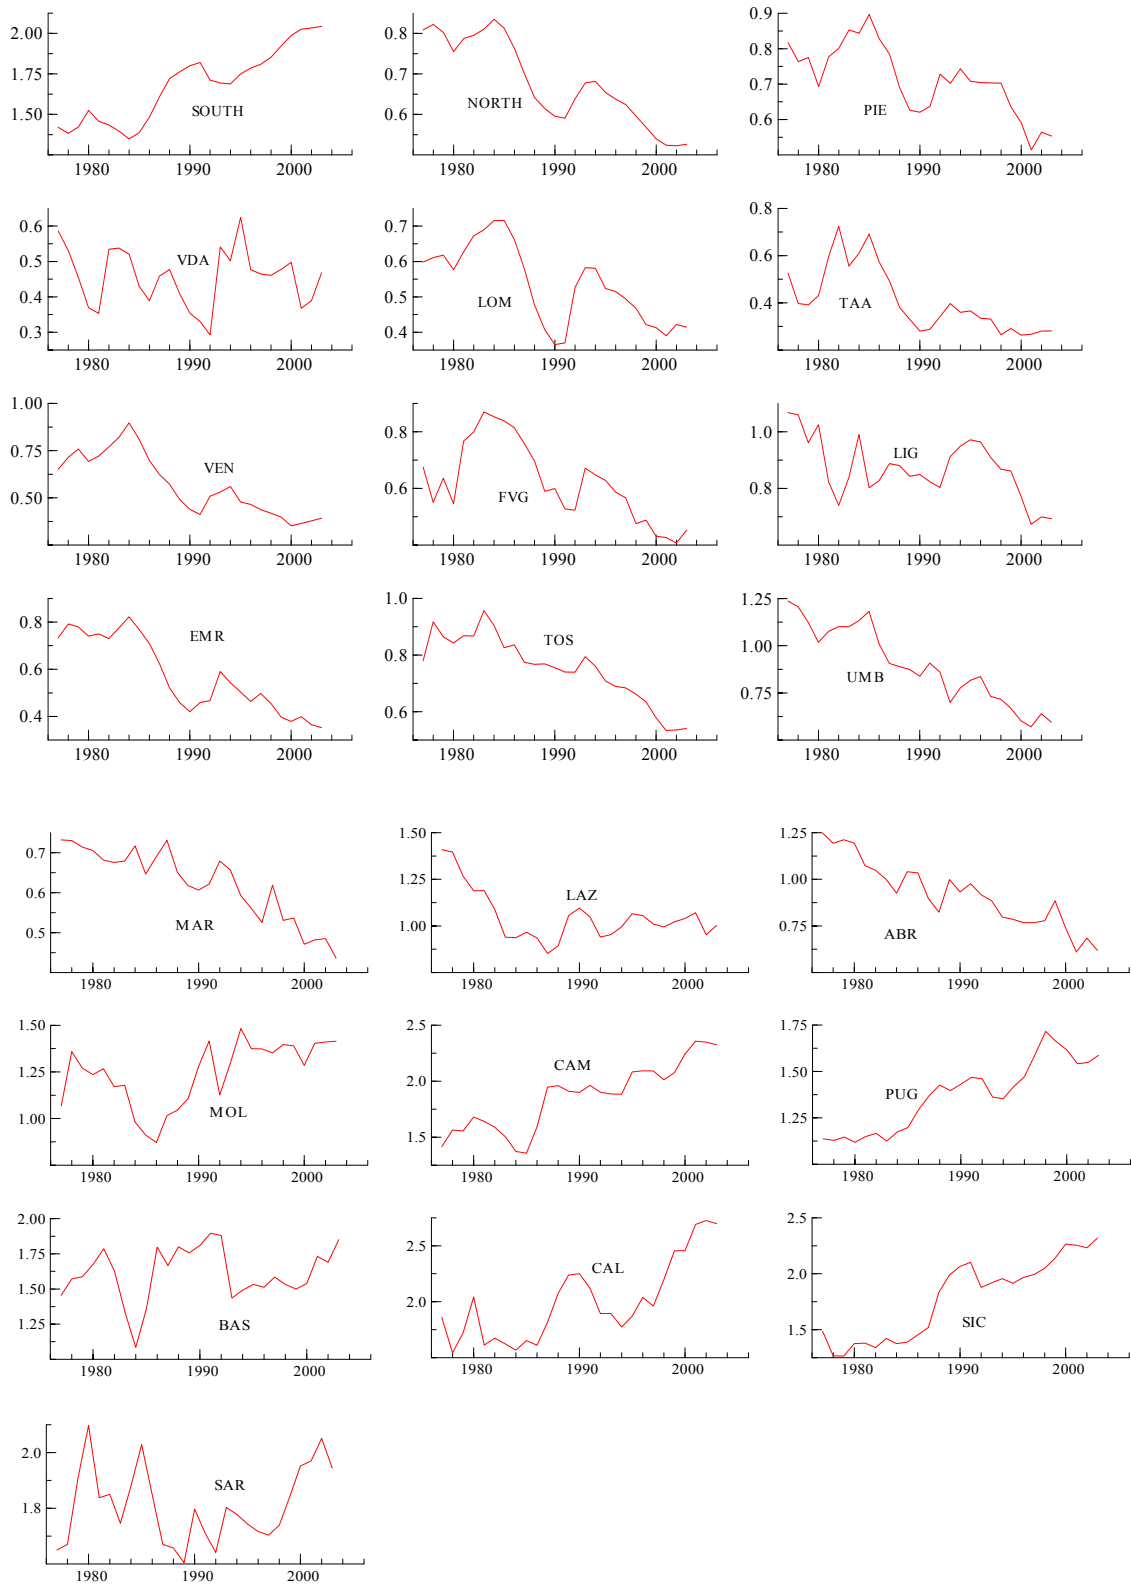 2.00
1.50
SOUTH
1980 1990 2000
0.8
0.7
0.6
NORTH
1980 1990 2000
0.9
0.8
0.7
0.6
PIE
1980 1990 2000
0.6
0.5
0.4
0.3
VDA
1980 1990 2000
0.7
0.6
0.5
0.4
LOM
1980 1990 2000
0.8
0.6
0.4
TAA
1980 1990 2000
1.00
0.75
0.50
VEN
1980 1990 2000
0.8
0.6
FVG
1980 1990 2000
1.0
0.8
LIG
1980 1990 2000
0.8
0.6
0.4
EMR
1980 1990 2000
1.0
0.8
0.6
TOS
1980 1990 2000
1.25
1.00
0.75
UMB
1980 1990 2000
0.7
0.6
0.5
MAR
1980 1990 2000
1.50
1.25
1.00
LAZ
1980 1990 2000
1.25
1.00
0.75
ABR
1980 1990 2000
1.50
1.25
1.00
MOL
1980 1990 2000
2.5
2.0
1.5
CAM
1980 1990 2000
1.75
1.50
1.25
PUG
1980 1990 2000
2.00
1.75
1.50
1.25
BAS
1980 1990 2000
2.5
2.0
CAL
1980 1990 2000
2.5
2.0
1.5
SIC
1980 1990 2000
2.0
1.8
SAR
1980 1990 2000